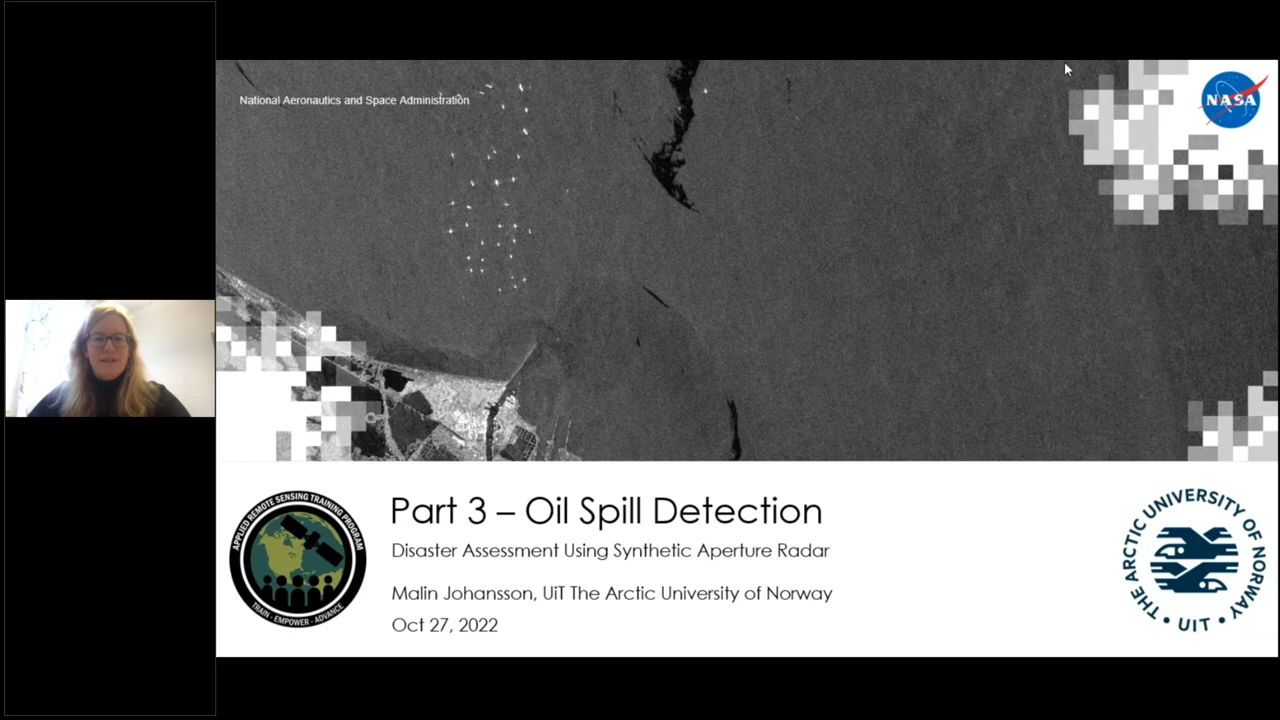 National Aeronautics and Space Administration
NASA
Part 3 – Oil Spill Detection
Disaster Assessment Using Synthetic Aperture Radar
Malin Johansson, UiT The Arctic University of Norway
Oct 27, 2022
APPLIED REMOTE SENSING TRAINING PROGRAM
TRAIN - EMPOWER - ADVANCE
THE ARCTIC UNIVERSITY OF NORWAY
• UIT •